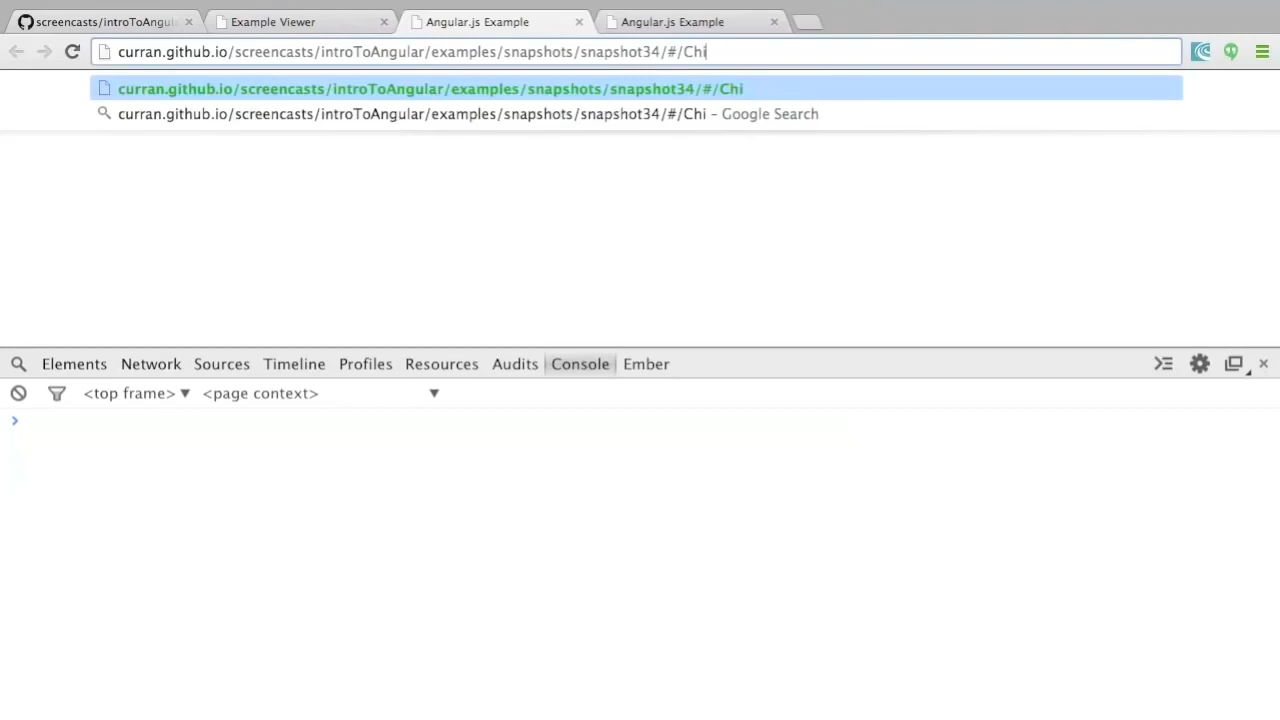 screencasts/introToAngul
Example Viewer
Angular.js Example
Angular.js Example
curran.github.io/screencasts/introToAngular/examples/snapshots/snapshot34/#/Chi
curran.github.io/screencasts/introToAngular/examples/snapshots/snapshot34/#/Chi
curran.github.io/screencasts/introToAngular/examples/snapshots/snapshot34/#/Chi – Google Search
Elements Network Sources Timeline Profiles Resources Audits Console Ember
<top frame> <page context>